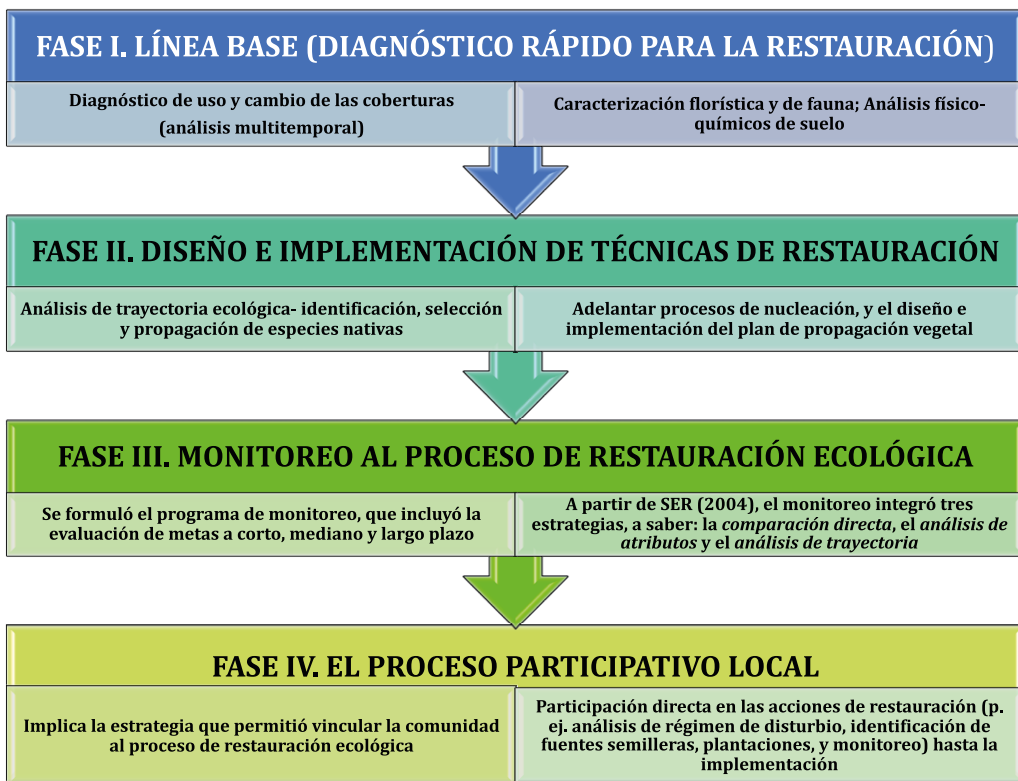 FASE I. LÍNEA BASE (DIAGNÓSTICO RÁPIDO PARA LA RESTAURACIÓN)
Diagnóstico de uso y cambio de las coberturas
(análisis multitemporal)
Caracterización florística y de fauna; Análisis físico-
químicos de suelo
FASE II. DISEÑO E IMPLEMENTACIÓN DE TÉCNICAS DE RESTAURACIÓN
Análisis de trayectoria ecológica- identificación, selección
y propagación de especies nativas
Adelantar procesos de nucleación, y el diseño e
implementación del plan de propagación vegetal
FASE III. MONITOREO AL PROCESO DE RESTAURACIÓN ECOLÓGICA
Se formuló el programa de monitoreo, que incluyó la
evaluación de metas a corto, mediano y largo plazo
A partir de SER (2004), el monitoreo integró tres
estrategias, a saber: la comparación directa, el análisis de
atributos y el análisis de trayectoria
FASE IV. EL PROCESO PARTICIPATIVO LOCAL
Implica la estrategia que permitió vincular la comunidad
al proceso de restauración ecológica
Participación directa en las acciones de restauración (p.
ej. análisis de régimen de disturbio, identificación de
fuentes semilleras, plantaciones, y monitoreo) hasta la
implementación